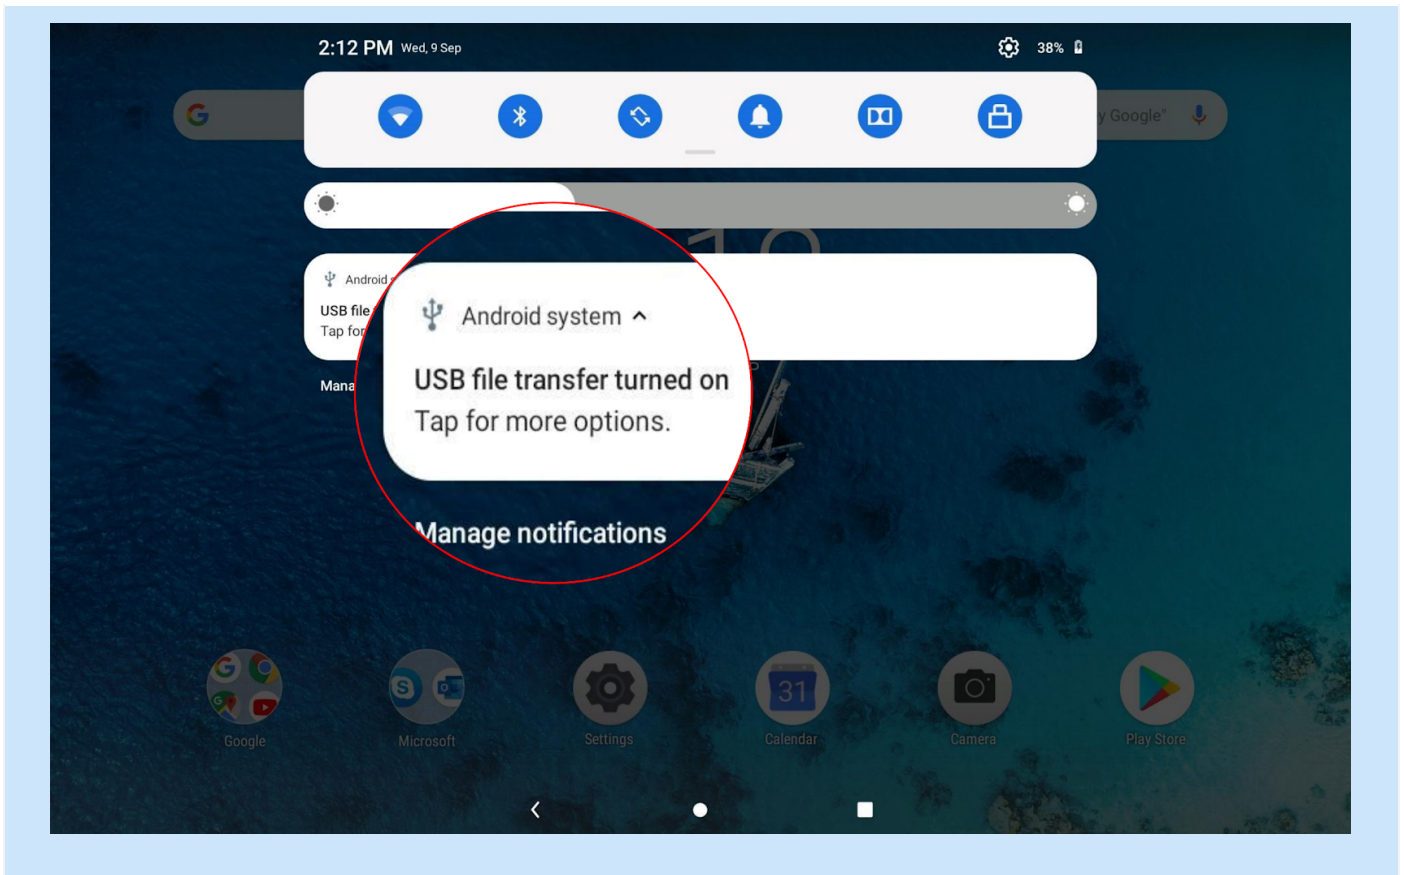 2:12 PM Wed, 9 Sep
38%
y Google"
Android
USB file
Tap for
Mana
Android system
USB file transfer turned on
Tap for more options.
Manage notifications
31
Google
Microsoft
Settings
Calendar
Camera
Play Store